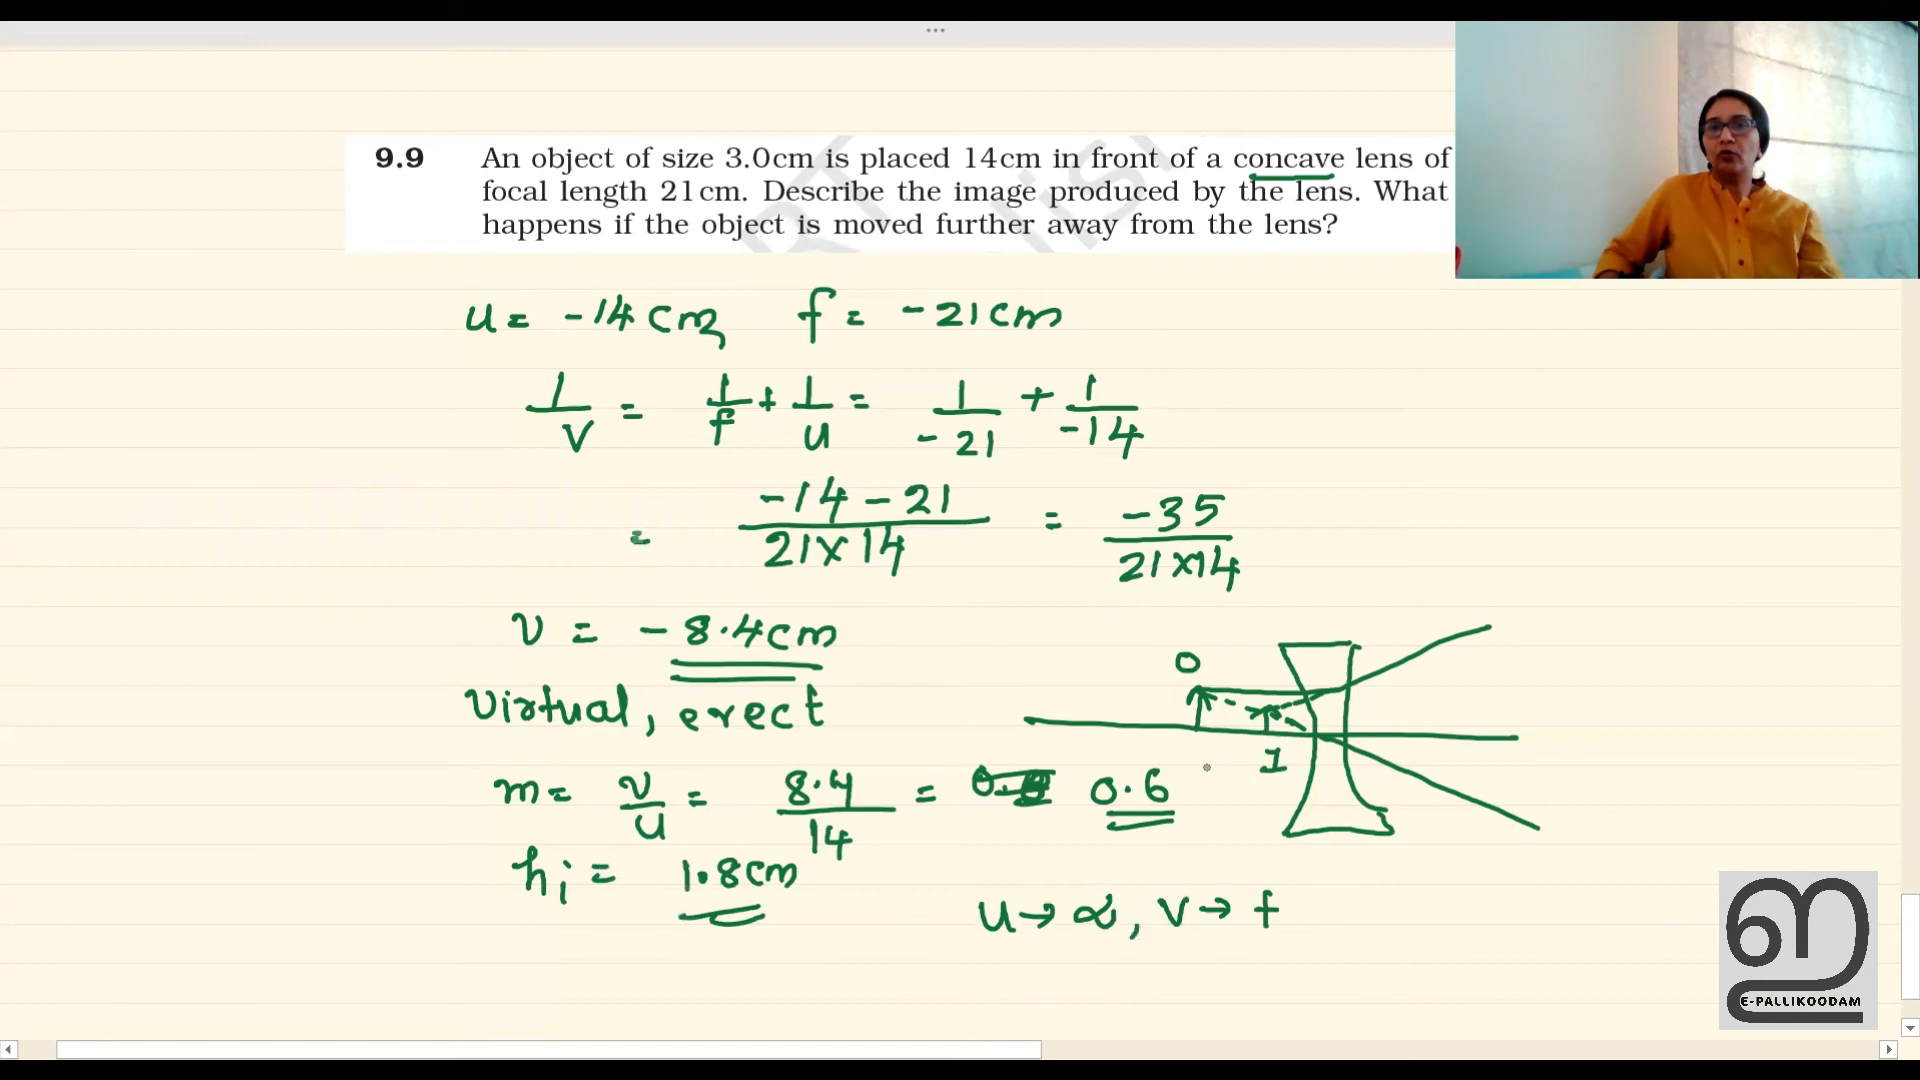 9.9 An object of size 3.0cm is placed 14cm in front of a concave lens of
focal length 21cm. Describe the image produced by the lens. What
happens if the object is moved further away from the lens?
u = -14cm, f = -21cm
1/v = 1/f + 1/u = 1/-21 + 1/-14
= -14-21/21×14 = -35/21×14
v = -8.4cm
Virtual, erect
O
I
m = v/u = 8.4/14 = 0.6
hi = 1.8cm
u → ∝, v → f
ഈ
E-PALLIKOODAM